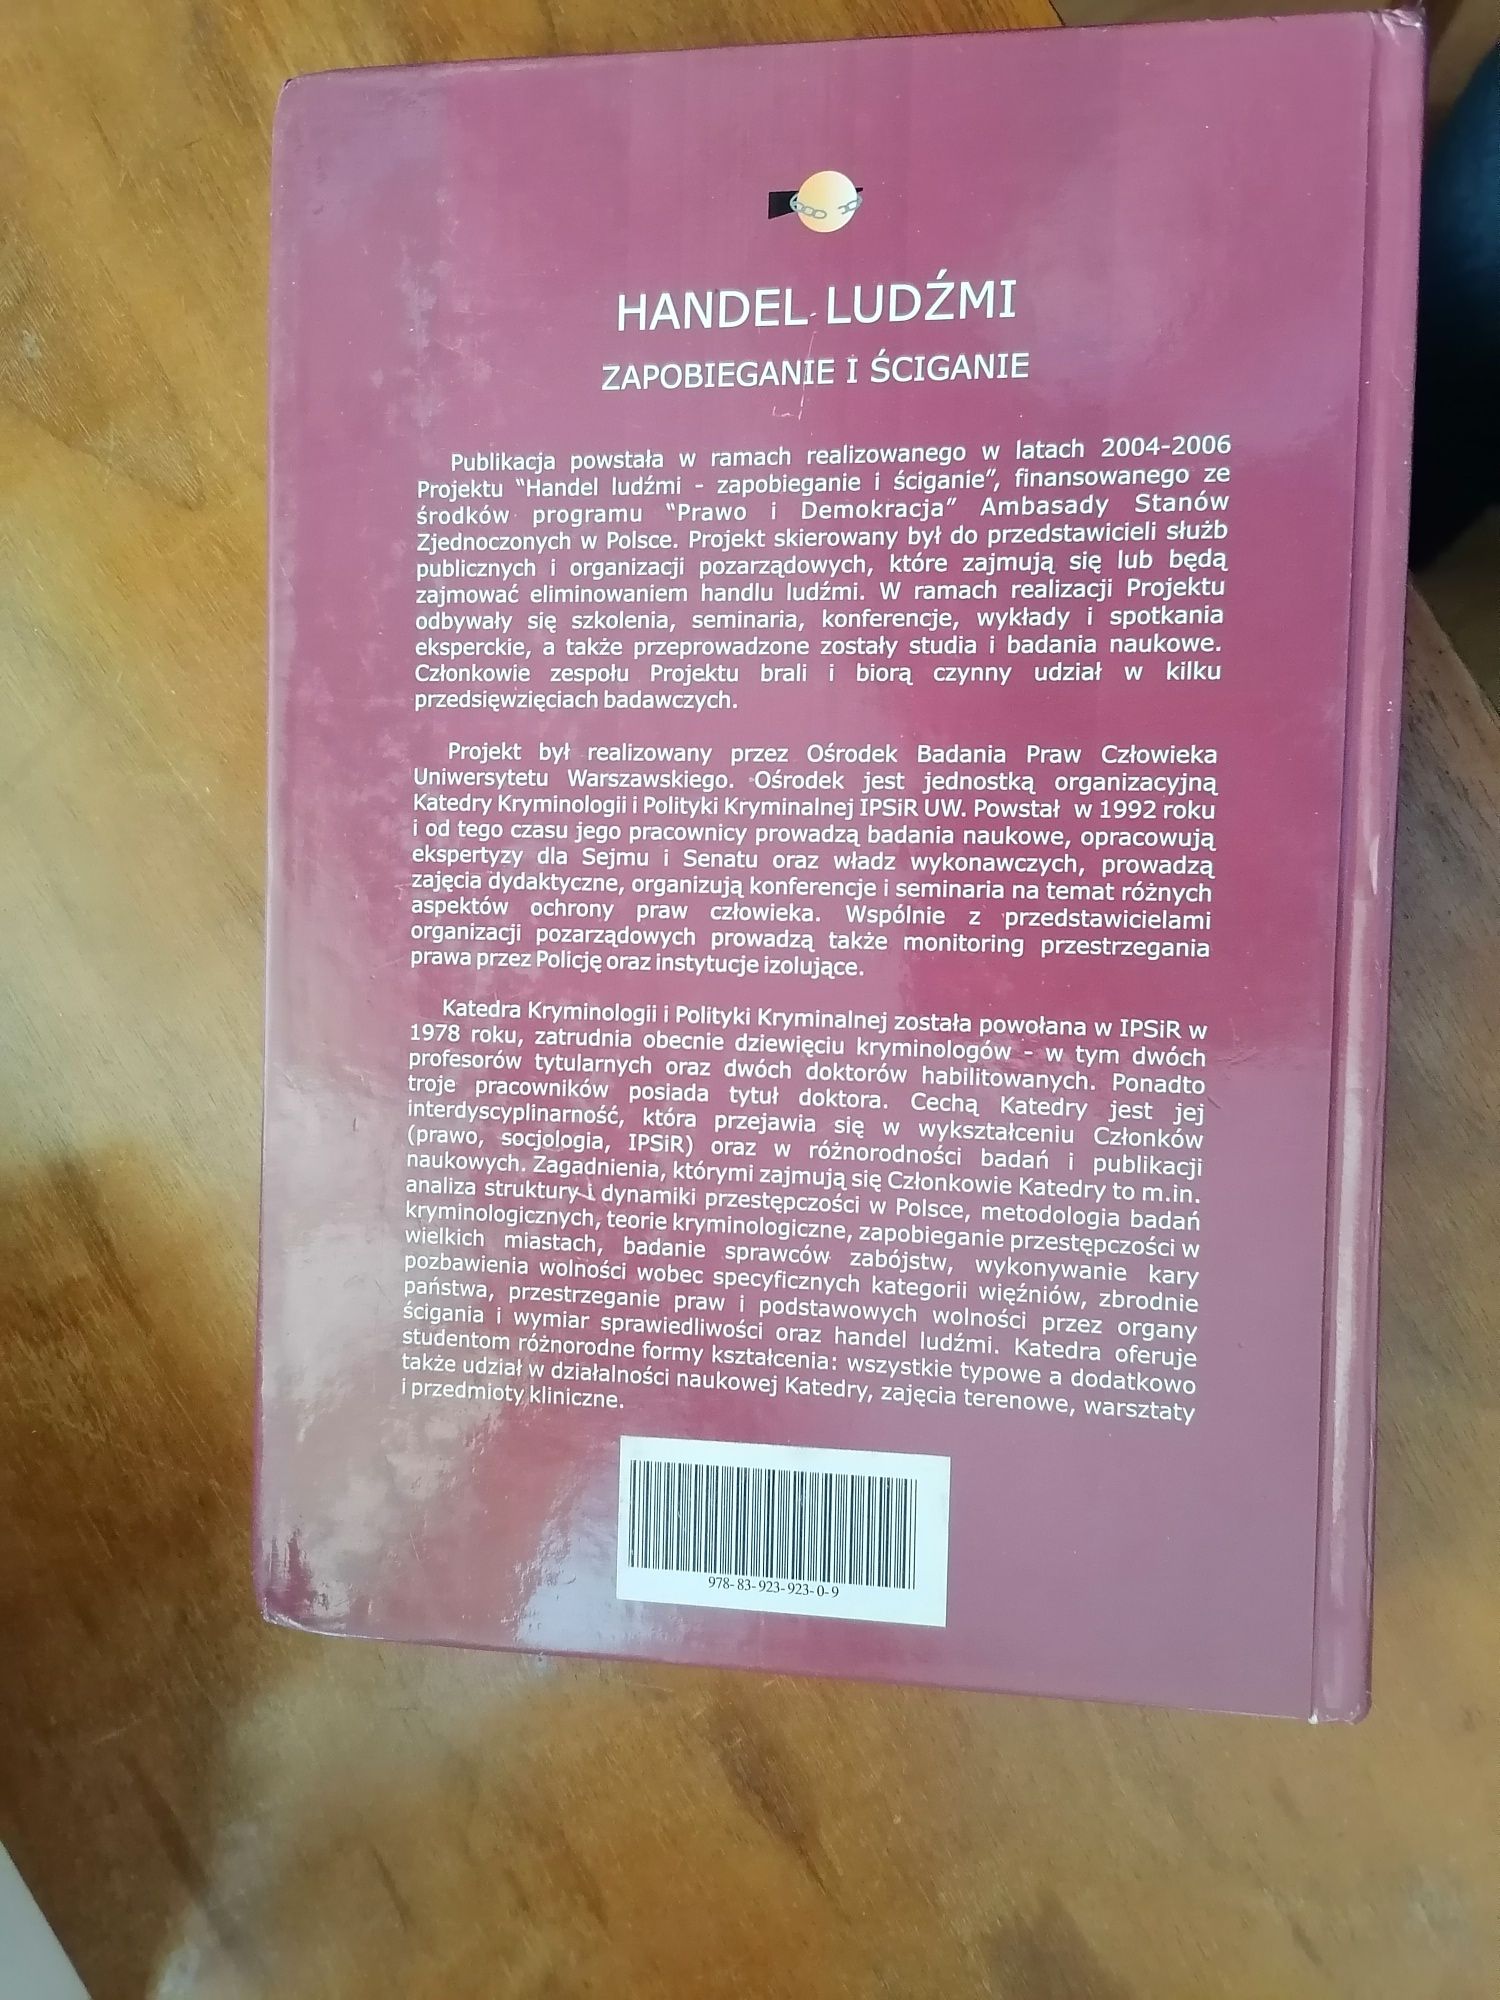 HANDEL LUDŹMI
ZAPOBIEGANIE I ŚCIGANIE
Publikacja powstała w ramach realizowanego w latach 2004-2006
Projektu "Handel ludźmi - zapobieganie i ściganie", finansowanego ze
środków programu "Prawo i Demokracja" Ambasady Stanów
Zjednoczonych w Polsce. Projekt skierowany był do przedstawicieli służb
publicznych i organizacji pozarządowych, które zajmują się lub będą
zajmować eliminowaniem handlu ludźmi. W ramach realizacji Projektu
odbywały się szkolenia, seminaria, konferencje, wykłady i spotkania
eksperckie, a także przeprowadzone zostały studia i badania naukowe.
Członkowie zespołu Projektu brali i biorą czynny udział w kilku
przedsięwzięciach badawczych.
Projekt był realizowany przez Ośrodek Badania Praw Człowieka
Uniwersytetu Warszawskiego. Ośrodek jest jednostką organizacyjną
Katedry Kryminologii i Polityki Kryminalnej IPSiR UW. Powstał w 1992 roku
i od tego czasu jego pracownicy prowadzą badania naukowe, opracowują
ekspertyzy dla Sejmu i Senatu oraz władz wykonawczych, prowadzą
zajęcia dydaktyczne, organizują konferencje i seminaria na temat różnych
aspektów ochrony praw człowieka. Wspólnie z przedstawicielami
organizacji pozarządowych prowadzą także monitoring przestrzegania
prawa przez Policję oraz instytucje izolujące.
Katedra Kryminologii i Polityki Kryminalnej została powołana w IPSiR w
1978 roku, zatrudnia obecnie dziewięciu kryminologów - w tym dwóch
profesorów tytularnych oraz dwóch doktorów habilitowanych. Ponadto
troje pracowników posiada tytuł doktora. Cechą Katedry jest jej
interdyscyplinarność, która przejawia się w wykształceniu Członków
(prawo, socjologia, IPSiR) oraz w różnorodności badań i publikacji
naukowych. Zagadnienia, którymi zajmują się Członkowie Katedry to m.in.
analiza struktury i dynamiki przestępczości w Polsce, metodologia badań
kryminologicznych, teorie kryminologiczne, zapobieganie przestępczości w
wielkich miastach, badanie sprawców zabójstw, wykonywanie kary
pozbawienia wolności wobec specyficznych kategorii więźniów, zbrodnie
państwa, przestrzeganie praw i podstawowych wolności przez organy
ścigania i wymiar sprawiedliwości oraz handel ludźmi. Katedra oferuje
studentom różnorodne formy kształcenia: wszystkie typowe a dodatkowo
także udział w działalności naukowej Katedry, zajęcia terenowe, warsztaty
i przedmioty kliniczne.
978-83-923-923-0-9